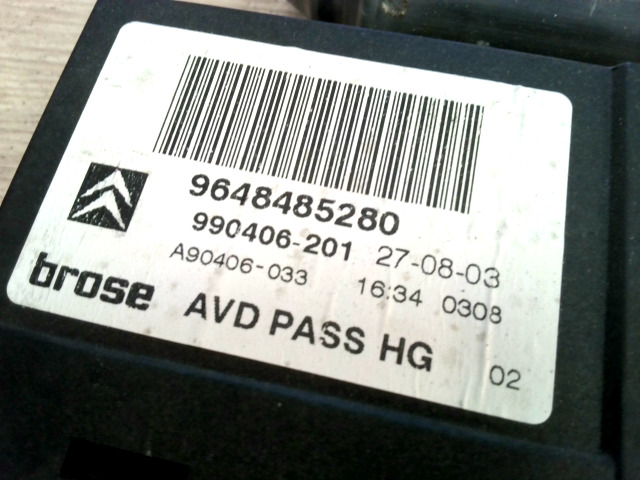 9648485280
990406-201 27-08-03
A90406-033 16:34 0308
brose AVD PASS HG 02